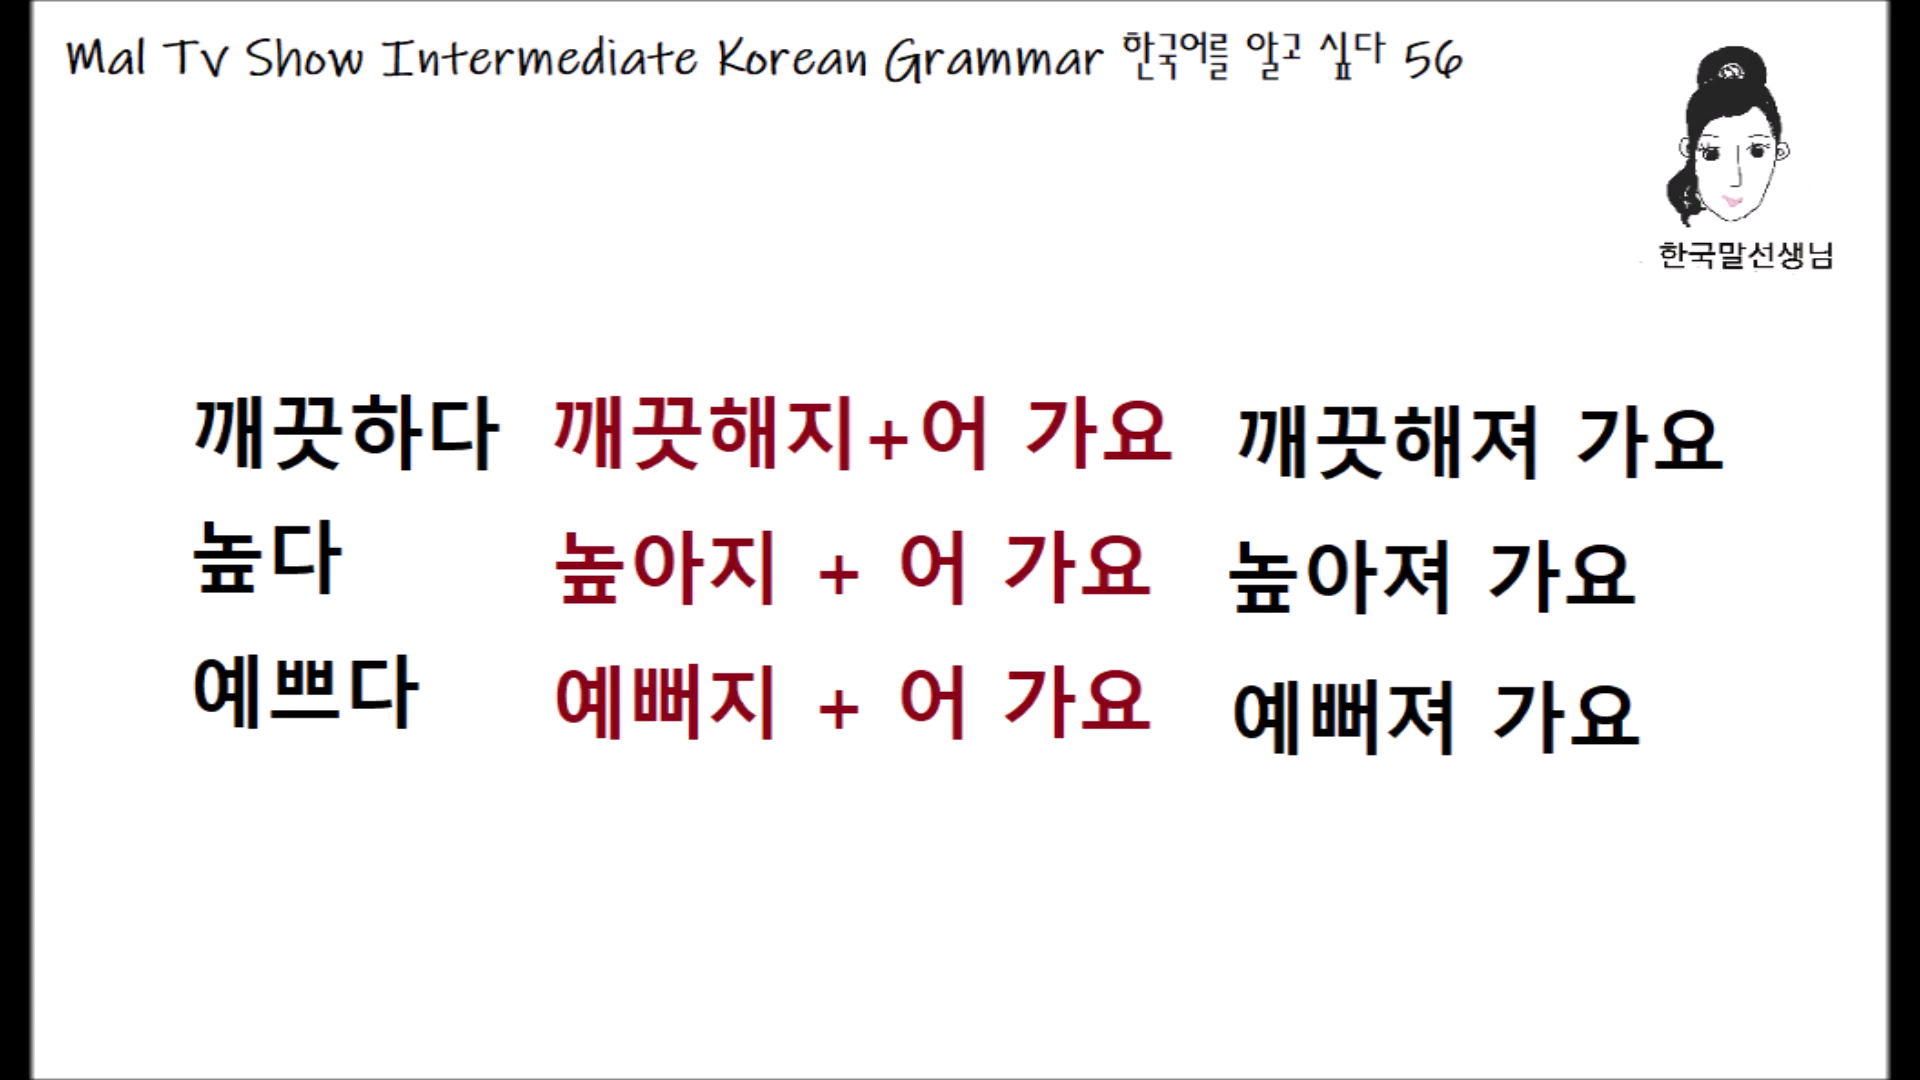 Mal Tv Show Intermediate Korean Grammar 한국어를 알고 싶다 56
한국말선생님
깨끗하다 깨끗해지+어 가요 깨끗해져 가요
높다 높아지 + 어 가요 높아져 가요
예쁘다 예뻐지 + 어 가요 예뻐져 가요